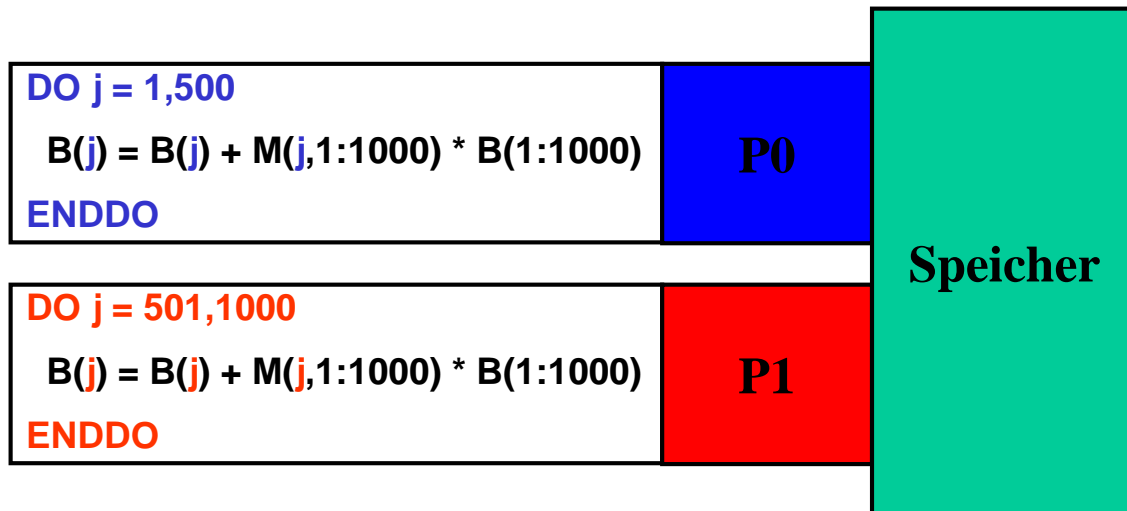 DO j = 1,500
B(j) = B(j) + M(j,1:1000) * B(1:1000)
ENDDO
P0
Speicher
DO j = 501,1000
B(j) = B(j) + M(j,1:1000) * B(1:1000)
ENDDO
P1